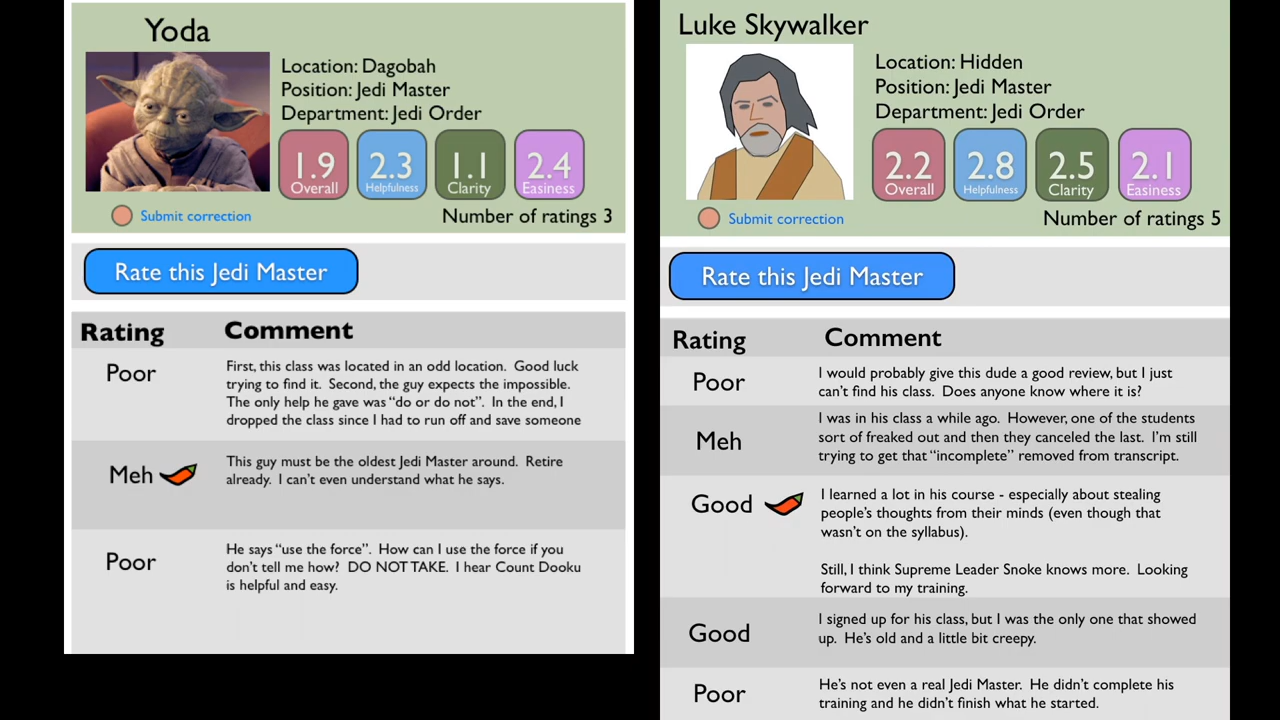 Yoda
Location: Dagobah
Position: Jedi Master
Department: Jedi Order
1.9 2.3 1.1 2.4
Overall Helpfulness Clarity Easiness
Submit correction Number of ratings 3
Rate this Jedi Master
Rating Comment
Poor
First, this class was located in an odd location. Good luck
trying to find it. Second, the guy expects the impossible.
The only help he gave was “do or do not”. In the end, I
dropped the class since I had to run off and save someone
Meh
This guy must be the oldest Jedi Master around. Retire
already. I can’t even understand what he says.
Poor
He says “use the force”. How can I use the force if you
don’t tell me how? DO NOT TAKE. I hear Count Dooku
is helpful and easy.
Luke Skywalker
Location: Hidden
Position: Jedi Master
Department: Jedi Order
2.2 2.8 2.5 2.1
Overall Helpfulness Clarity Easiness
Submit correction Number of ratings 5
Rate this Jedi Master
Rating Comment
Poor
I would probably give this dude a good review, but I just
can’t find his class. Does anyone know where it is?
Meh
I was in his class a while ago. However, one of the students
sort of freaked out and then they canceled the last. I’m still
trying to get that “incomplete” removed from transcript.
Good
I learned a lot in his course - especially about stealing
people’s thoughts from their minds (even though that
wasn’t on the syllabus).
Still, I think Supreme Leader Snoke knows more. Looking
forward to my training.
Good
I signed up for his class, but I was the only one that showed
up. He’s old and a little bit creepy.
Poor
He’s not even a real Jedi Master. He didn’t complete his
training and he didn’t finish what he started.